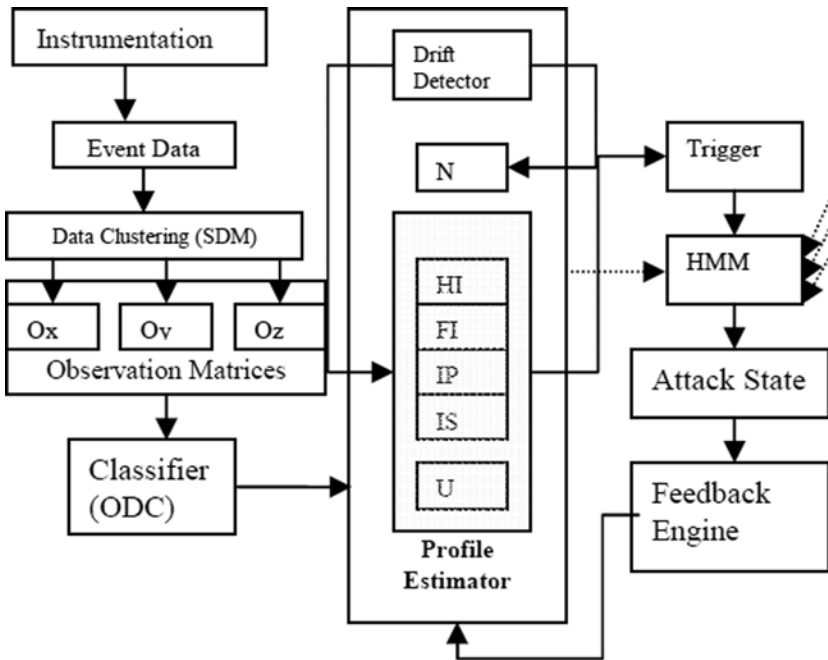 Instrumentation
Event Data
Data Clustering (SDM)
Ox
Ov
Oz
Observation Matrices
Classifier
(ODC)
Drift
Detector
N
HI
FI
IP
IS
U
Profile
Estimator
Trigger
HMM
Attack State
Feedback
Engine